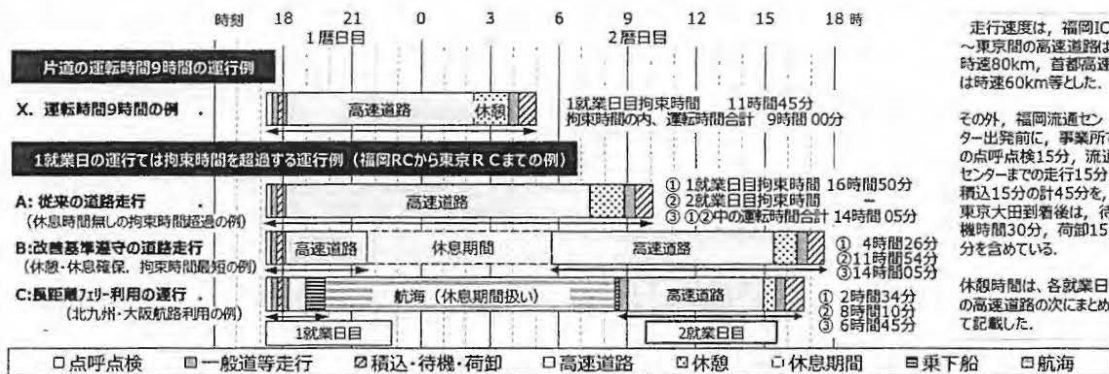 時刻 18 21 0 3 6 9 12 15 18 時
1暦日目 2暦日目
片道の運転時間9時間の運行例
X. 運転時間9時間の例 .
高速道路 休憩
1就業日目拘束時間 11時間45分
拘束時間の内、運転時間合計 9時間 00分
1就業日の運行ては拘束時間を超過する運行例（福岡RCから東京RCまての例)
A: 従来の道路走行
(休息時間無しの拘束時間超過の例)
高速道路
① 1就業日目拘束時間 16時間50分
② 2就業日目拘束時間 −
③ ①②中の運転時間合計 14時間 05分
B:改善基準遵守の道路走行
(休憩・休息確保、拘束時間最短の例)
高速道路 休息期間 高速道路
① 4時間26分
②11時間54分
③14時間05分
C:長距離フェリー利用の運行 .
(北九州・大阪航路利用の例)
航海（休息期間扱い） 高速道路
① 2時間34分
② 8時間10分
③ 6時間45分
1就業日目 2就業日目
点呼点検 一般道等走行 積込・待機・荷卸 高速道路 休憩 休息期間 乗下船 航海
走行速度は，福岡IC
～東京間の高速道路は
時速80km，首都高速
は時速60km等とした．
その外，福岡流通セン
ター出発前に，事業所
の点呼点検15分，流通
センターまでの走行15分
積込15分の計45分を，
東京大田到着後は，待
機時間30分，荷卸15
分を含めている．
休憩時間は、各就業日
の高速道路の次にまとめ
て記載した．